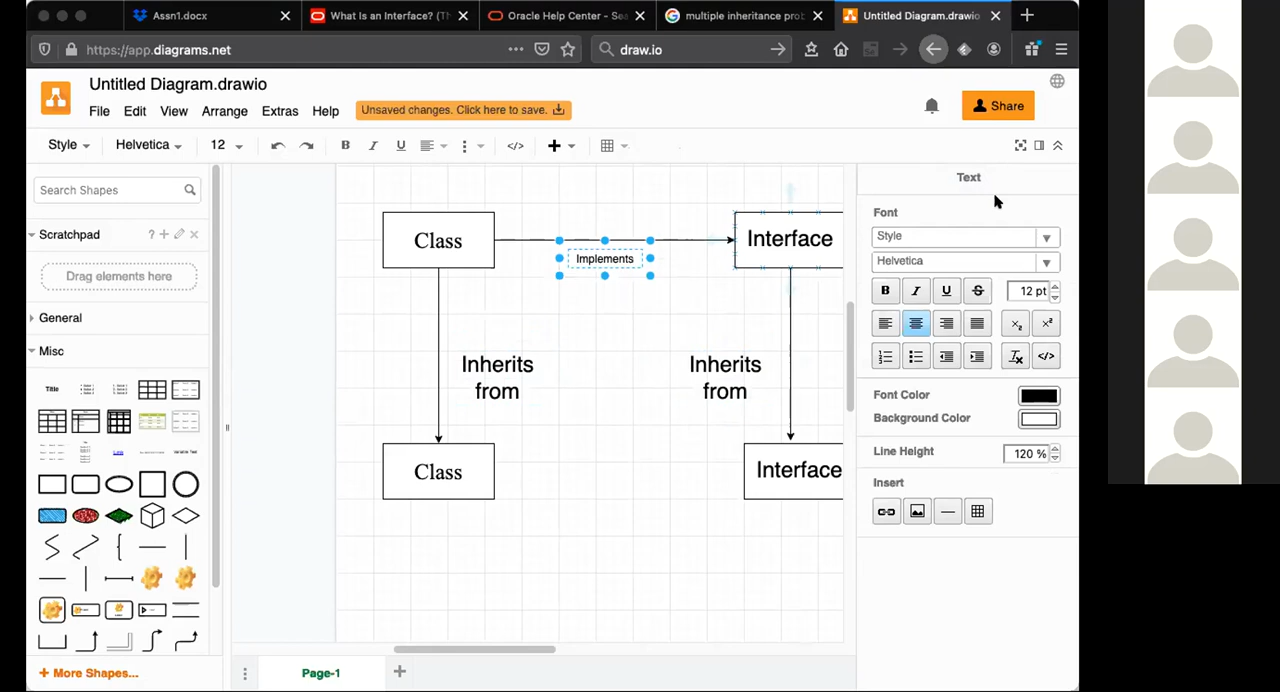 Assn1.docx
What Is an Interface? (Th
Oracle Help Center - Sea
multiple inheritance prob
Untitled Diagram.drawio
https://app.diagrams.net
draw.io
Untitled Diagram.drawio
File Edit View Arrange Extras Help
Unsaved changes. Click here to save.
Share
Style Helvetica 12 B I U </>
Search Shapes
Scratchpad ?
Drag elements here
General
Misc
Title
More Shapes...
Class
Implements
Interface
Inherits
from
Inherits
from
Class
Interface
Page-1
Text
Font
Style
Helvetica
B I U S 12 pt
Font Color
Background Color
Line Height 120 %
Insert